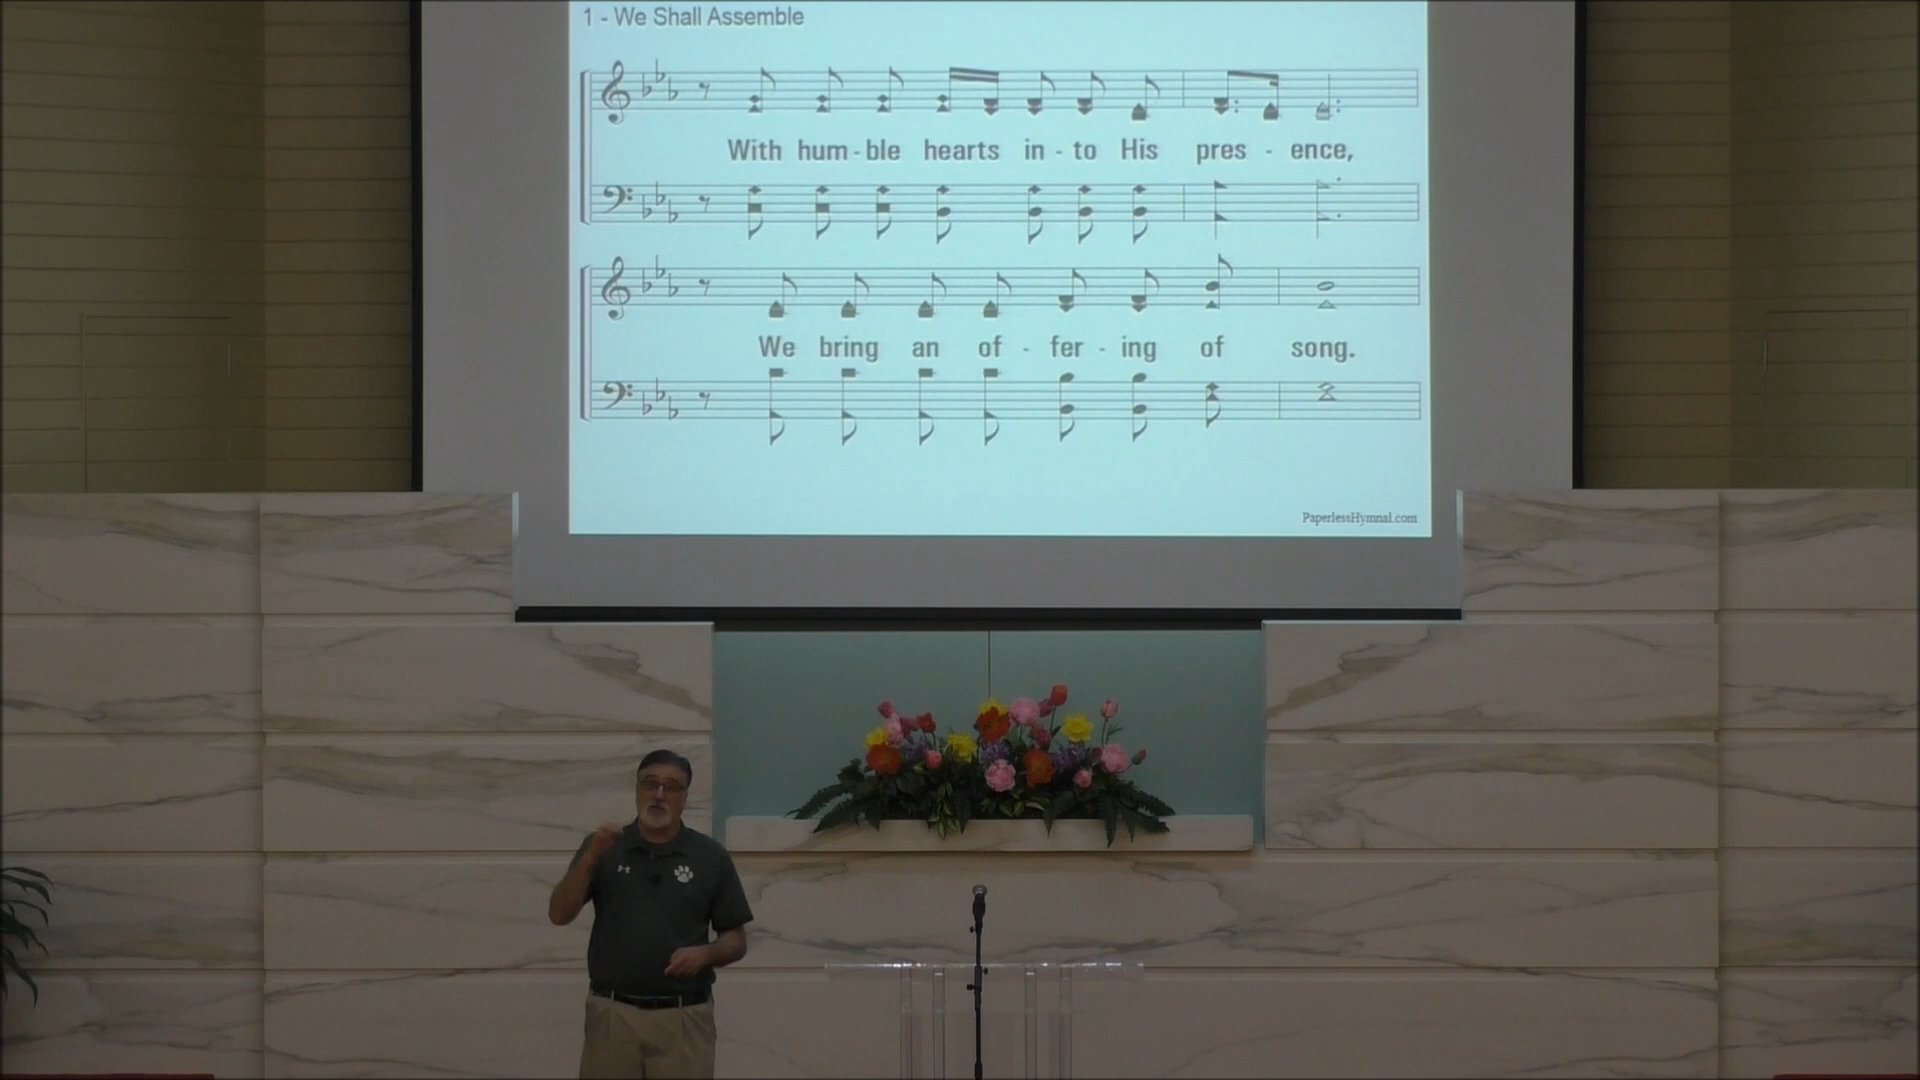 1 - We Shall Assemble
With hum - ble hearts in - to His pres - ence,
We bring an of - fer - ing of song.
PaperlessHymnal.com